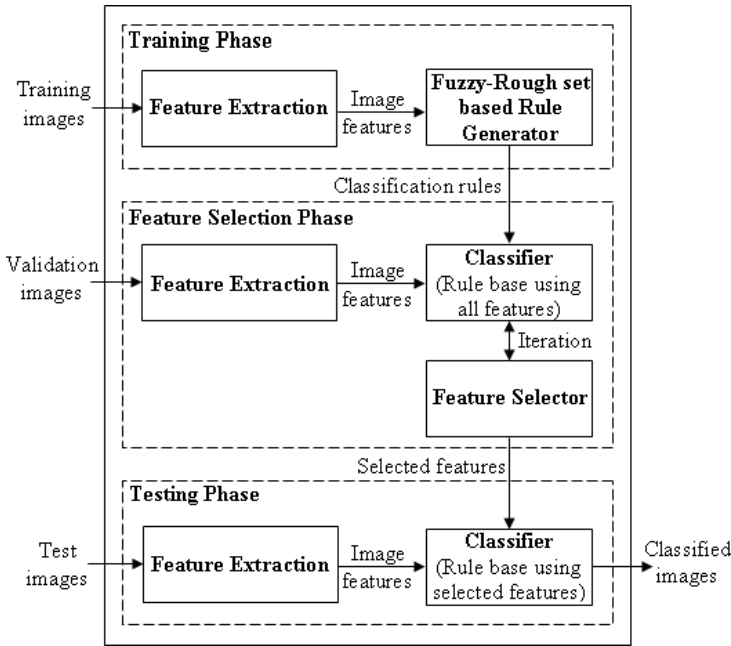 Training Phase
Training
images
Feature Extraction
Image
features
Fuzzy-Rough set
based Rule
Generator
Classification rules
Feature Selection Phase
Validation
images
Feature Extraction
Image
features
Classifier
(Rule base using
all features)
Iteration
Feature Selector
Selected features
Testing Phase
Test
images
Feature Extraction
Image
features
Classifier
(Rule base using
selected features)
Classified
images